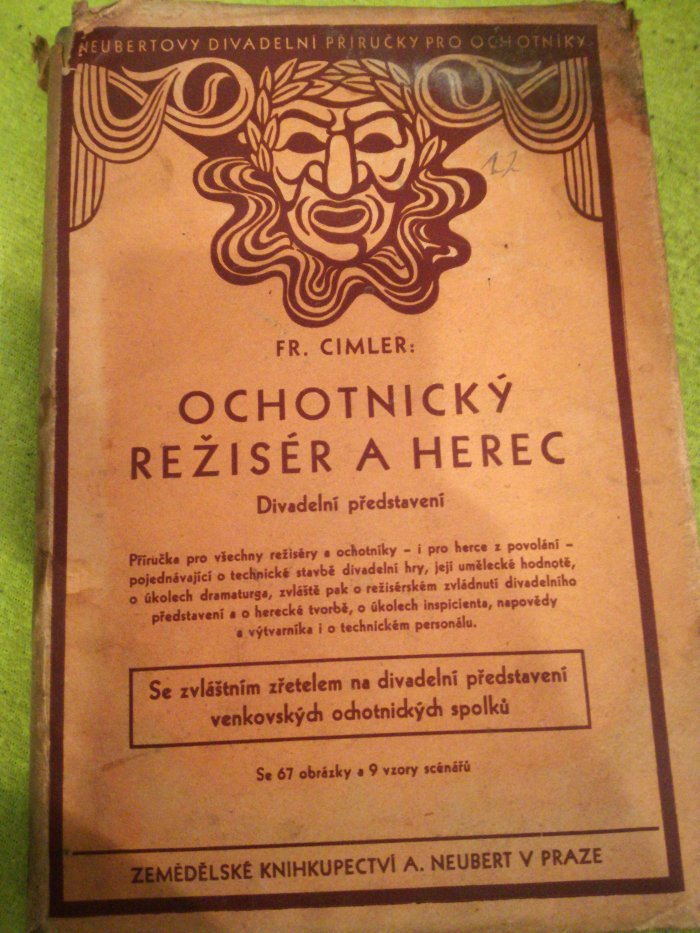 NEUBERTOVY DIVADELNÍ PŘÍRUČKY PRO OCHOTNÍKY
12
FR. CIMLER:
OCHOTNICKÝ
REŽISÉR A HEREC
Divadelní představení
Příručka pro všechny režiséry a ochotníky – i pro herce z povolání –
pojednávající o technické stavbě divadelní hry, její umělecké hodnotě,
o úkolech dramaturga, zvláště pak o režisérském zvládnutí divadelního
představení a o herecké tvorbě, o úkolech inspicienta, napovědy
a výtvarníka i o technickém personálu.
Se zvláštním zřetelem na divadelní představení
venkovských ochotnických spolků
Se 67 obrázky a 9 vzory scénářů
ZEMĚDĚLSKÉ KNIHKUPECTVÍ A. NEUBERT V PRAZE